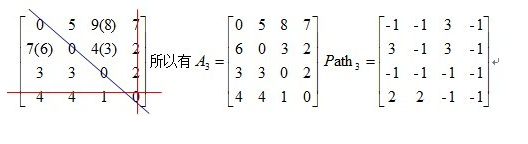 0 5 9(8) 7
7(6) 0 4(3) 2
3 3 0 2
4 4 1 0
所以有 A₃ =
0 5 8 7
6 0 3 2
3 3 0 2
4 4 1 0
Path₃ =
-1 -1 3 -1
3 -1 3 -1
-1 -1 -1 -1
2 2 -1 -1